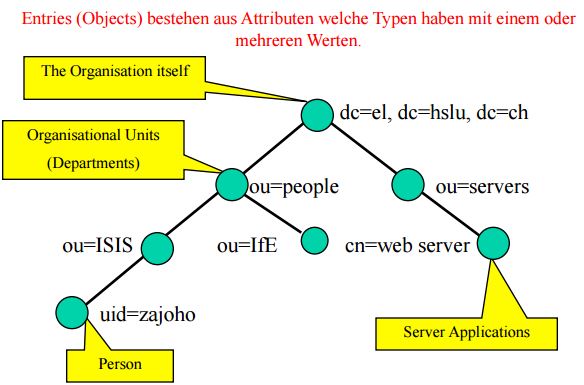 Entries (Objects) bestehen aus Attributen welche Typen haben mit einem oder
mehreren Werten.
The Organisation itself
dc=el, dc=hslu, dc=ch
Organisational Units
(Departments)
ou=people
ou=servers
ou=ISIS
ou=IfE
cn=web server
uid=zajoho
Server Applications
Person